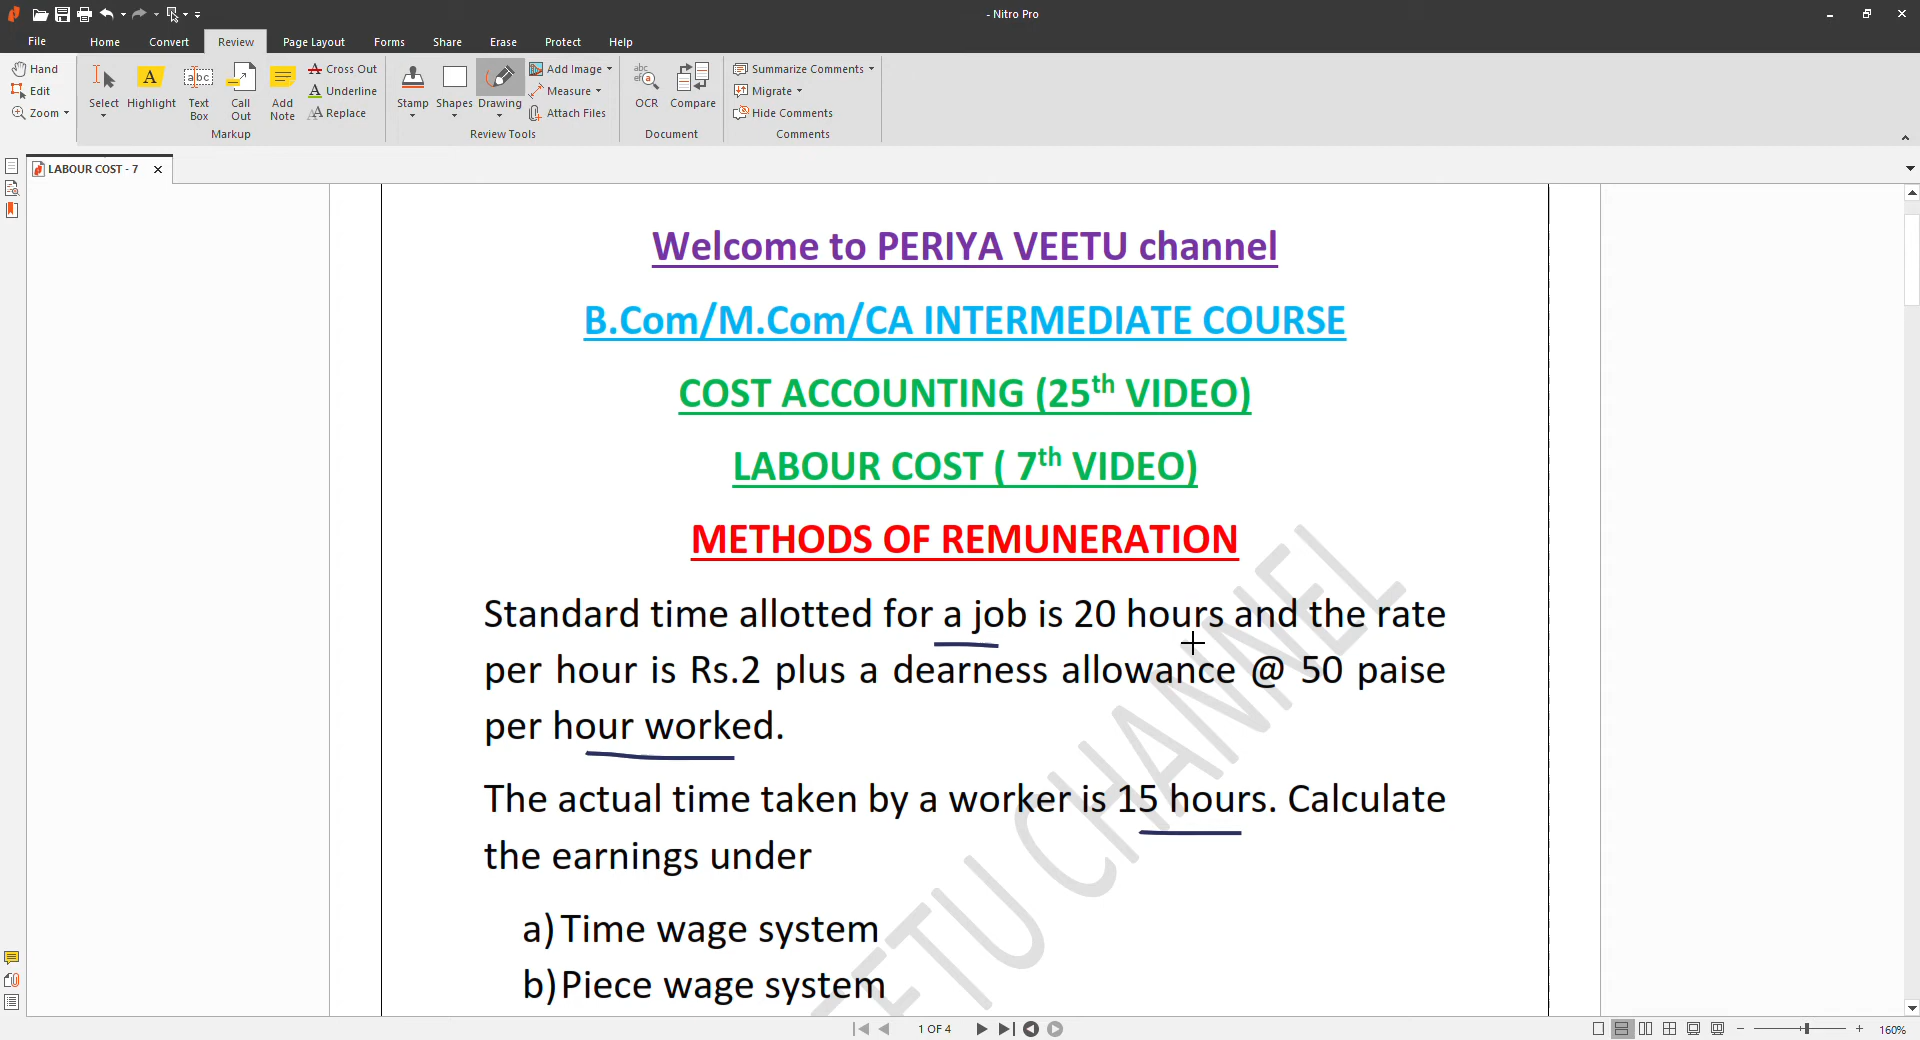 - Nitro Pro
File Home Convert Review Page Layout Forms Share Erase Protect Help
Hand
Edit
Zoom
Select
Highlight
Text Box
Call Out
Add Note
Cross Out
Underline
Replace
Markup
Stamp
Shapes
Drawing
Add Image
Measure
Attach Files
Review Tools
OCR
Compare
Document
Summarize Comments
Migrate
Hide Comments
Comments
LABOUR COST - 7
Welcome to PERIYA VEETU channel
B.Com/M.Com/CA INTERMEDIATE COURSE
COST ACCOUNTING (25th VIDEO)
LABOUR COST ( 7th VIDEO)
METHODS OF REMUNERATION
Standard time allotted for a job is 20 hours and the rate
per hour is Rs.2 plus a dearness allowance @ 50 paise
per hour worked.
The actual time taken by a worker is 15 hours. Calculate
the earnings under
a) Time wage system
b) Piece wage system
ETU CHANNEL
1 OF 4
160%